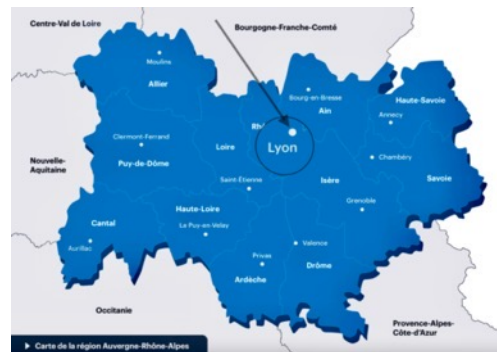 Centre-Val de Loire
Bourgogne-Franche-Comté
Moulins
Allier
Bourg-en-Bresse
Ain
Haute-Savoie
Annecy
Clermont-Ferrand
Puy-de-Dôme
Loire
Lyon
Chambéry
Nouvelle-
Aquitaine
Saint-Étienne
Isère
Savoie
Haute-Loire
Grenoble
Cantal
Le Puy-en-Velay
Aurillac
Privas
Valence
Ardèche
Drôme
Occitanie
Provence-Alpes-
Côte-d'Azur
Carte de la région Auvergne-Rhône-Alpes